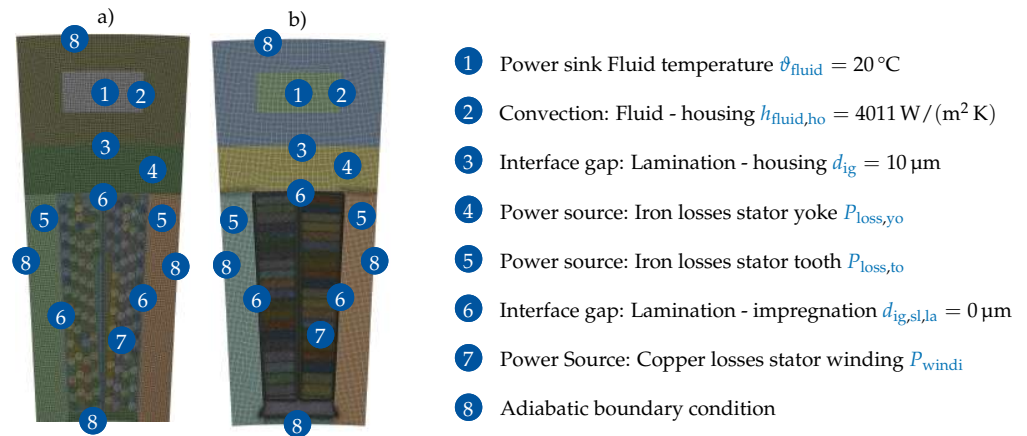 a)
b)
8
8
1
2
1
2
3
3
4
4
6
6
5
5
5
5
8
8
8
8
6
6
6
6
7
7
8
8
1 Power sink Fluid temperature ϑfluid = 20 °C
2 Convection: Fluid - housing hfluid,ho = 4011 W/(m² K)
3 Interface gap: Lamination - housing dig = 10 µm
4 Power source: Iron losses stator yoke Ploss,yo
5 Power source: Iron losses stator tooth Ploss,to
6 Interface gap: Lamination - impregnation dig,sl,la = 0 µm
7 Power Source: Copper losses stator winding Pwindi
8 Adiabatic boundary condition